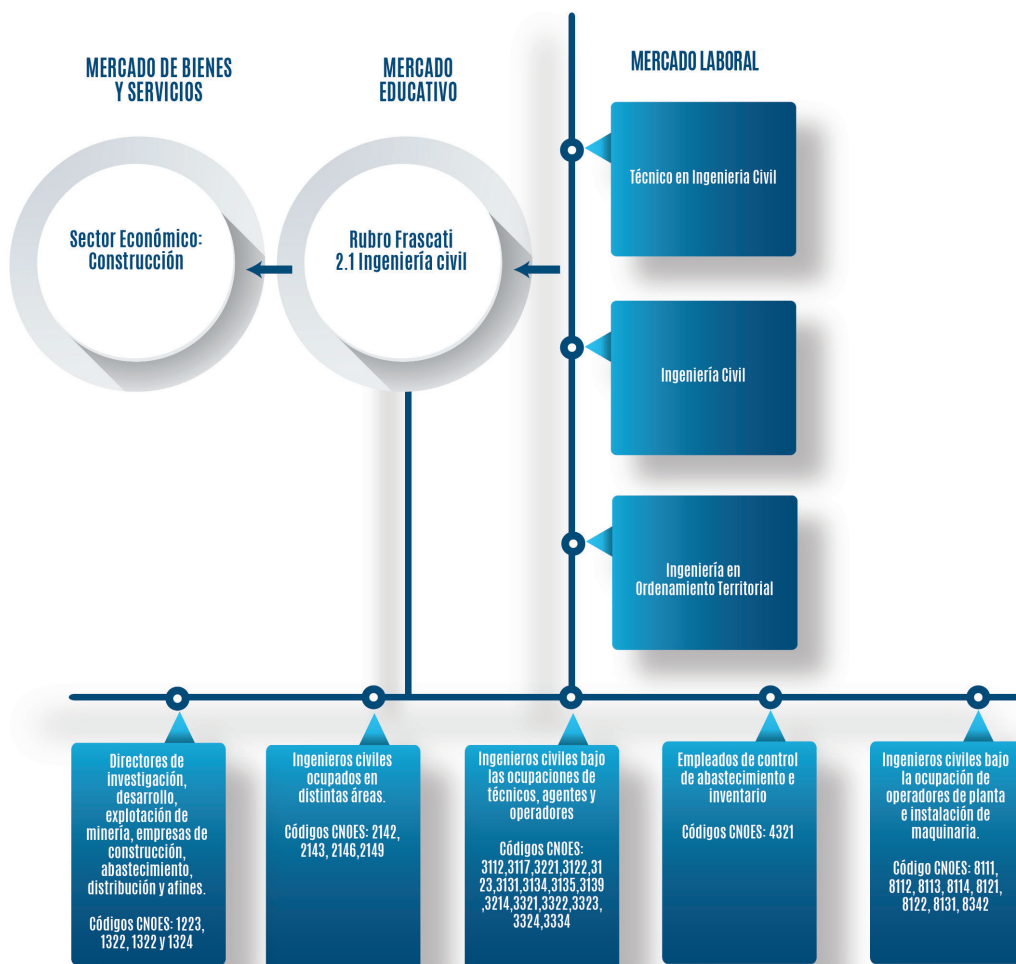 MERCADO DE BIENES
Y SERVICIOS
MERCADO
EDUCATIVO
MERCADO LABORAL
Sector Económico:
Construcción
Rubro Frascati
2.1 Ingeniería civil
Técnico en Ingeniería Civil
Ingeniería Civil
Ingeniería en
Ordenamiento Territorial
Directores de
investigación,
desarrollo,
explotación de
minería, empresas de
construcción,
abastecimiento,
distribución y afines.
Códigos CNOES: 1223,
1322, 1322 y 1324
Ingenieros civiles
ocupados en
distintas áreas.
Códigos CNOES: 2142,
2143, 2146,2149
Ingenieros civiles bajo
las ocupaciones de
técnicos, agentes y
operadores
Códigos CNOES:
3112,3117,3221,3122,31
23,3131,3134,3135,3139
,3214,3321,3322,3323,
3324,3334
Empleados de control
de abastecimiento e
inventario
Códigos CNOES: 4321
Ingenieros civiles bajo
la ocupación de
operadores de planta
e instalación de
maquinaria.
Código CNOES: 8111,
8112, 8113, 8114, 8121,
8122, 8131, 8342